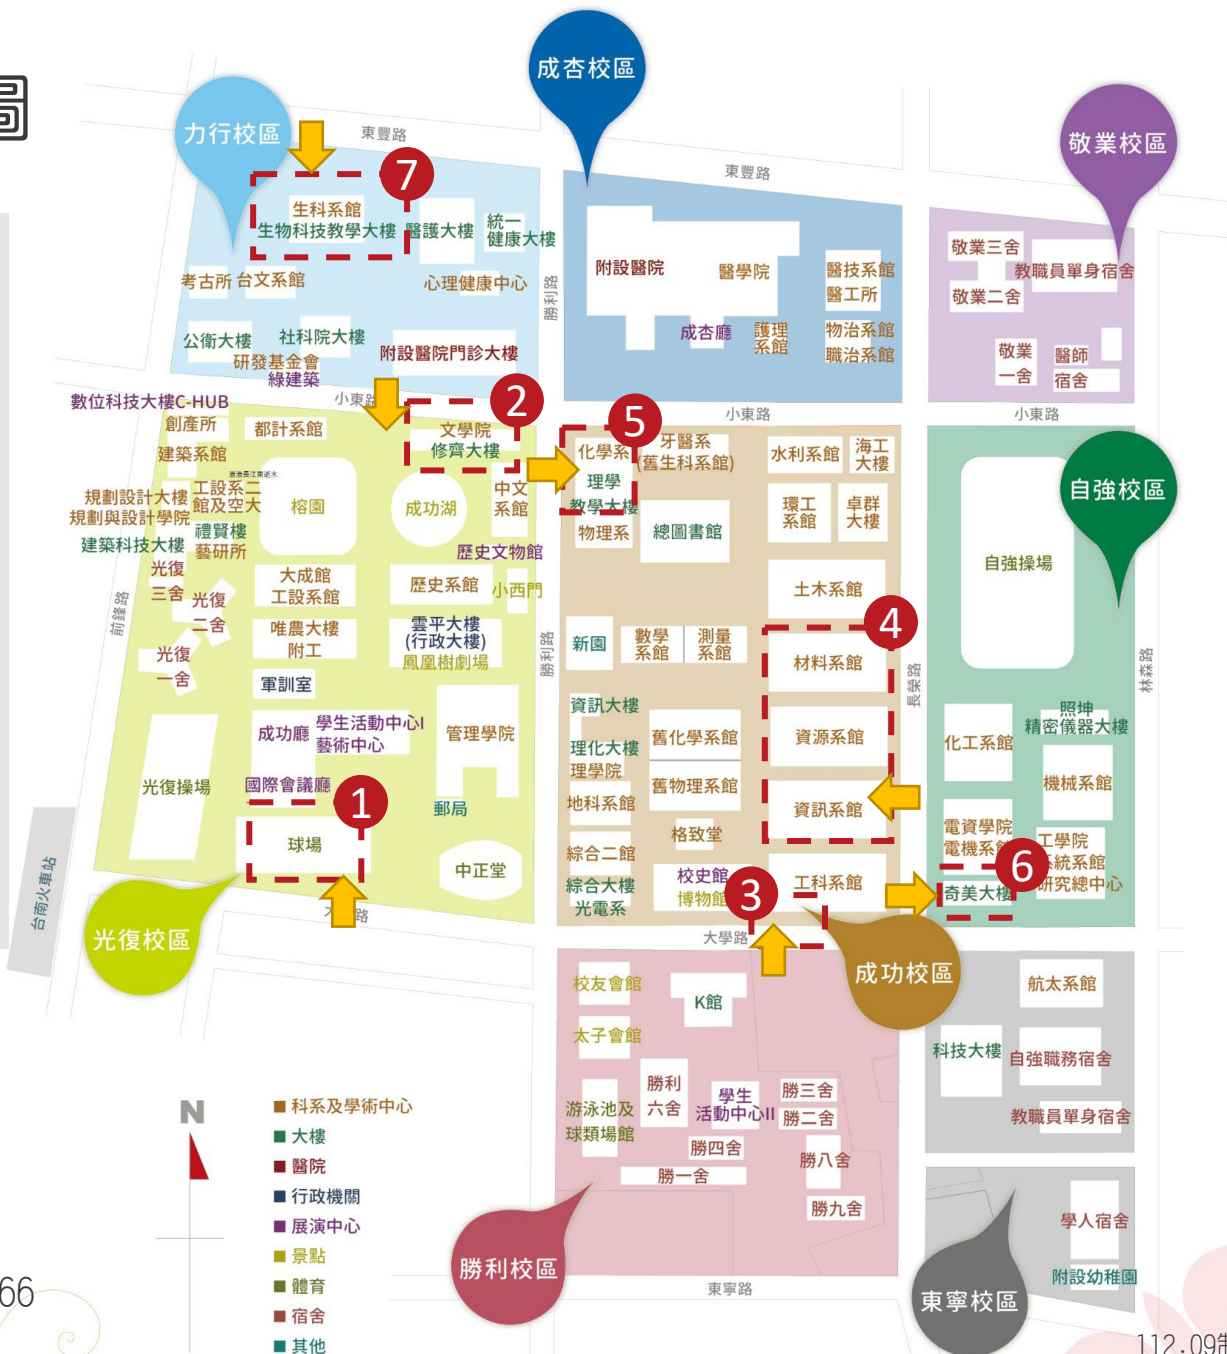 圖
成杏校區
力行校區
敬業校區
東豐路
東豐路
7
生科系館
生物科技教學大樓
醫護大樓
統一
健康大樓
考古所
台文系館
心理健康中心
公衛大樓
社科院大樓
研發基金會
綠建築
附設醫院門診大樓
勝利路
附設醫院
醫學院
醫技系館
醫工所
成杏廳
護理
系館
物治系館
職治系館
敬業三舍
教職員單身宿舍
敬業二舍
敬業
一舍
醫師
宿舍
小東路
小東路
小東路
數位科技大樓C-HUB
創產所
都計系館
建築系館
2
文學院
修齊大樓
5
化學系
理學
教學大樓
物理系
牙醫系
(舊生科系館)
水利系館
海工
大樓
自強校區
規劃設計大樓
規劃與設計學院
工設系二
館及空大
榕園
成功湖
中文
系館
建築科技大樓
禮賢樓
藝研所
歷史文物館
總圖書館
環工
系館
卓群
大樓
自強操場
光復
三舍
光復
二舍
光復
一舍
大成館
工設系館
歷史系館
小西門
土木系館
前鋒路
唯農大樓
附工
雲平大樓
(行政大樓)
鳳凰樹劇場
勝利路
新園
數學
系館
測量
系館
4
材料系館
長榮路
林森路
軍訓室
成功廳
學生活動中心I
藝術中心
管理學院
資訊大樓
理化大樓
理學院
舊化學系館
資源系館
照坤
精密儀器大樓
化工系館
機械系館
光復操場
國際會議廳
郵局
地科系館
舊物理系館
資訊系館
1
球場
中正堂
格致堂
電資學院
電機系館
工學院
系統系館
研究總中心
綜合二館
綜合大樓
光電系
校史館
博物館
工科系館
3
6
奇美大樓
台南火車站
光復校區
大學路
大學路
成功校區
校友會館
K館
太子會館
航太系館
科技大樓
自強職務宿舍
教職員單身宿舍
游泳池及
球類場館
勝利
六舍
學生
活動中心II
勝三舍
勝二舍
勝四舍
勝八舍
勝一舍
勝九舍
學人宿舍
附設幼稚園
勝利校區
東寧路
東寧校區
N
科系及學術中心
大樓
醫院
行政機關
展演中心
景點
體育
宿舍
其他
66
112.09製